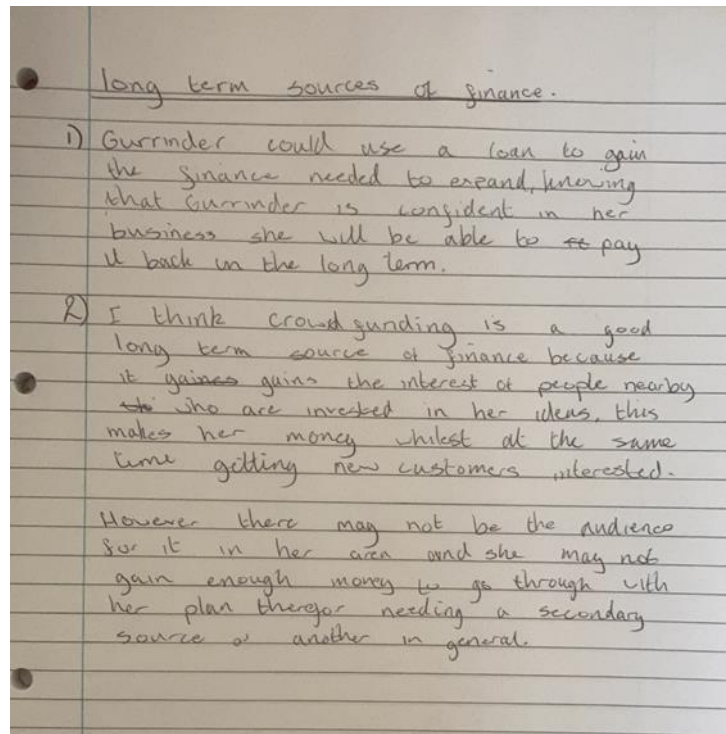 long term sources of finance.
1) Gurrinder could use a loan to gain
the finance needed to expand, knowing
that Gurrinder is confident in her
business she will be able to pay
it back in the long term.
2) I think crowd funding is a good
long term source of finance because
it gaines gains the interest of people nearby
who are invested in her ideas, this
makes her money whilest at the same
time getting new customers interested.
However there may not be the audience
for it in her area and she may not
gain enough money to go through with
her plan therefor needing a secondary
source or another in general.